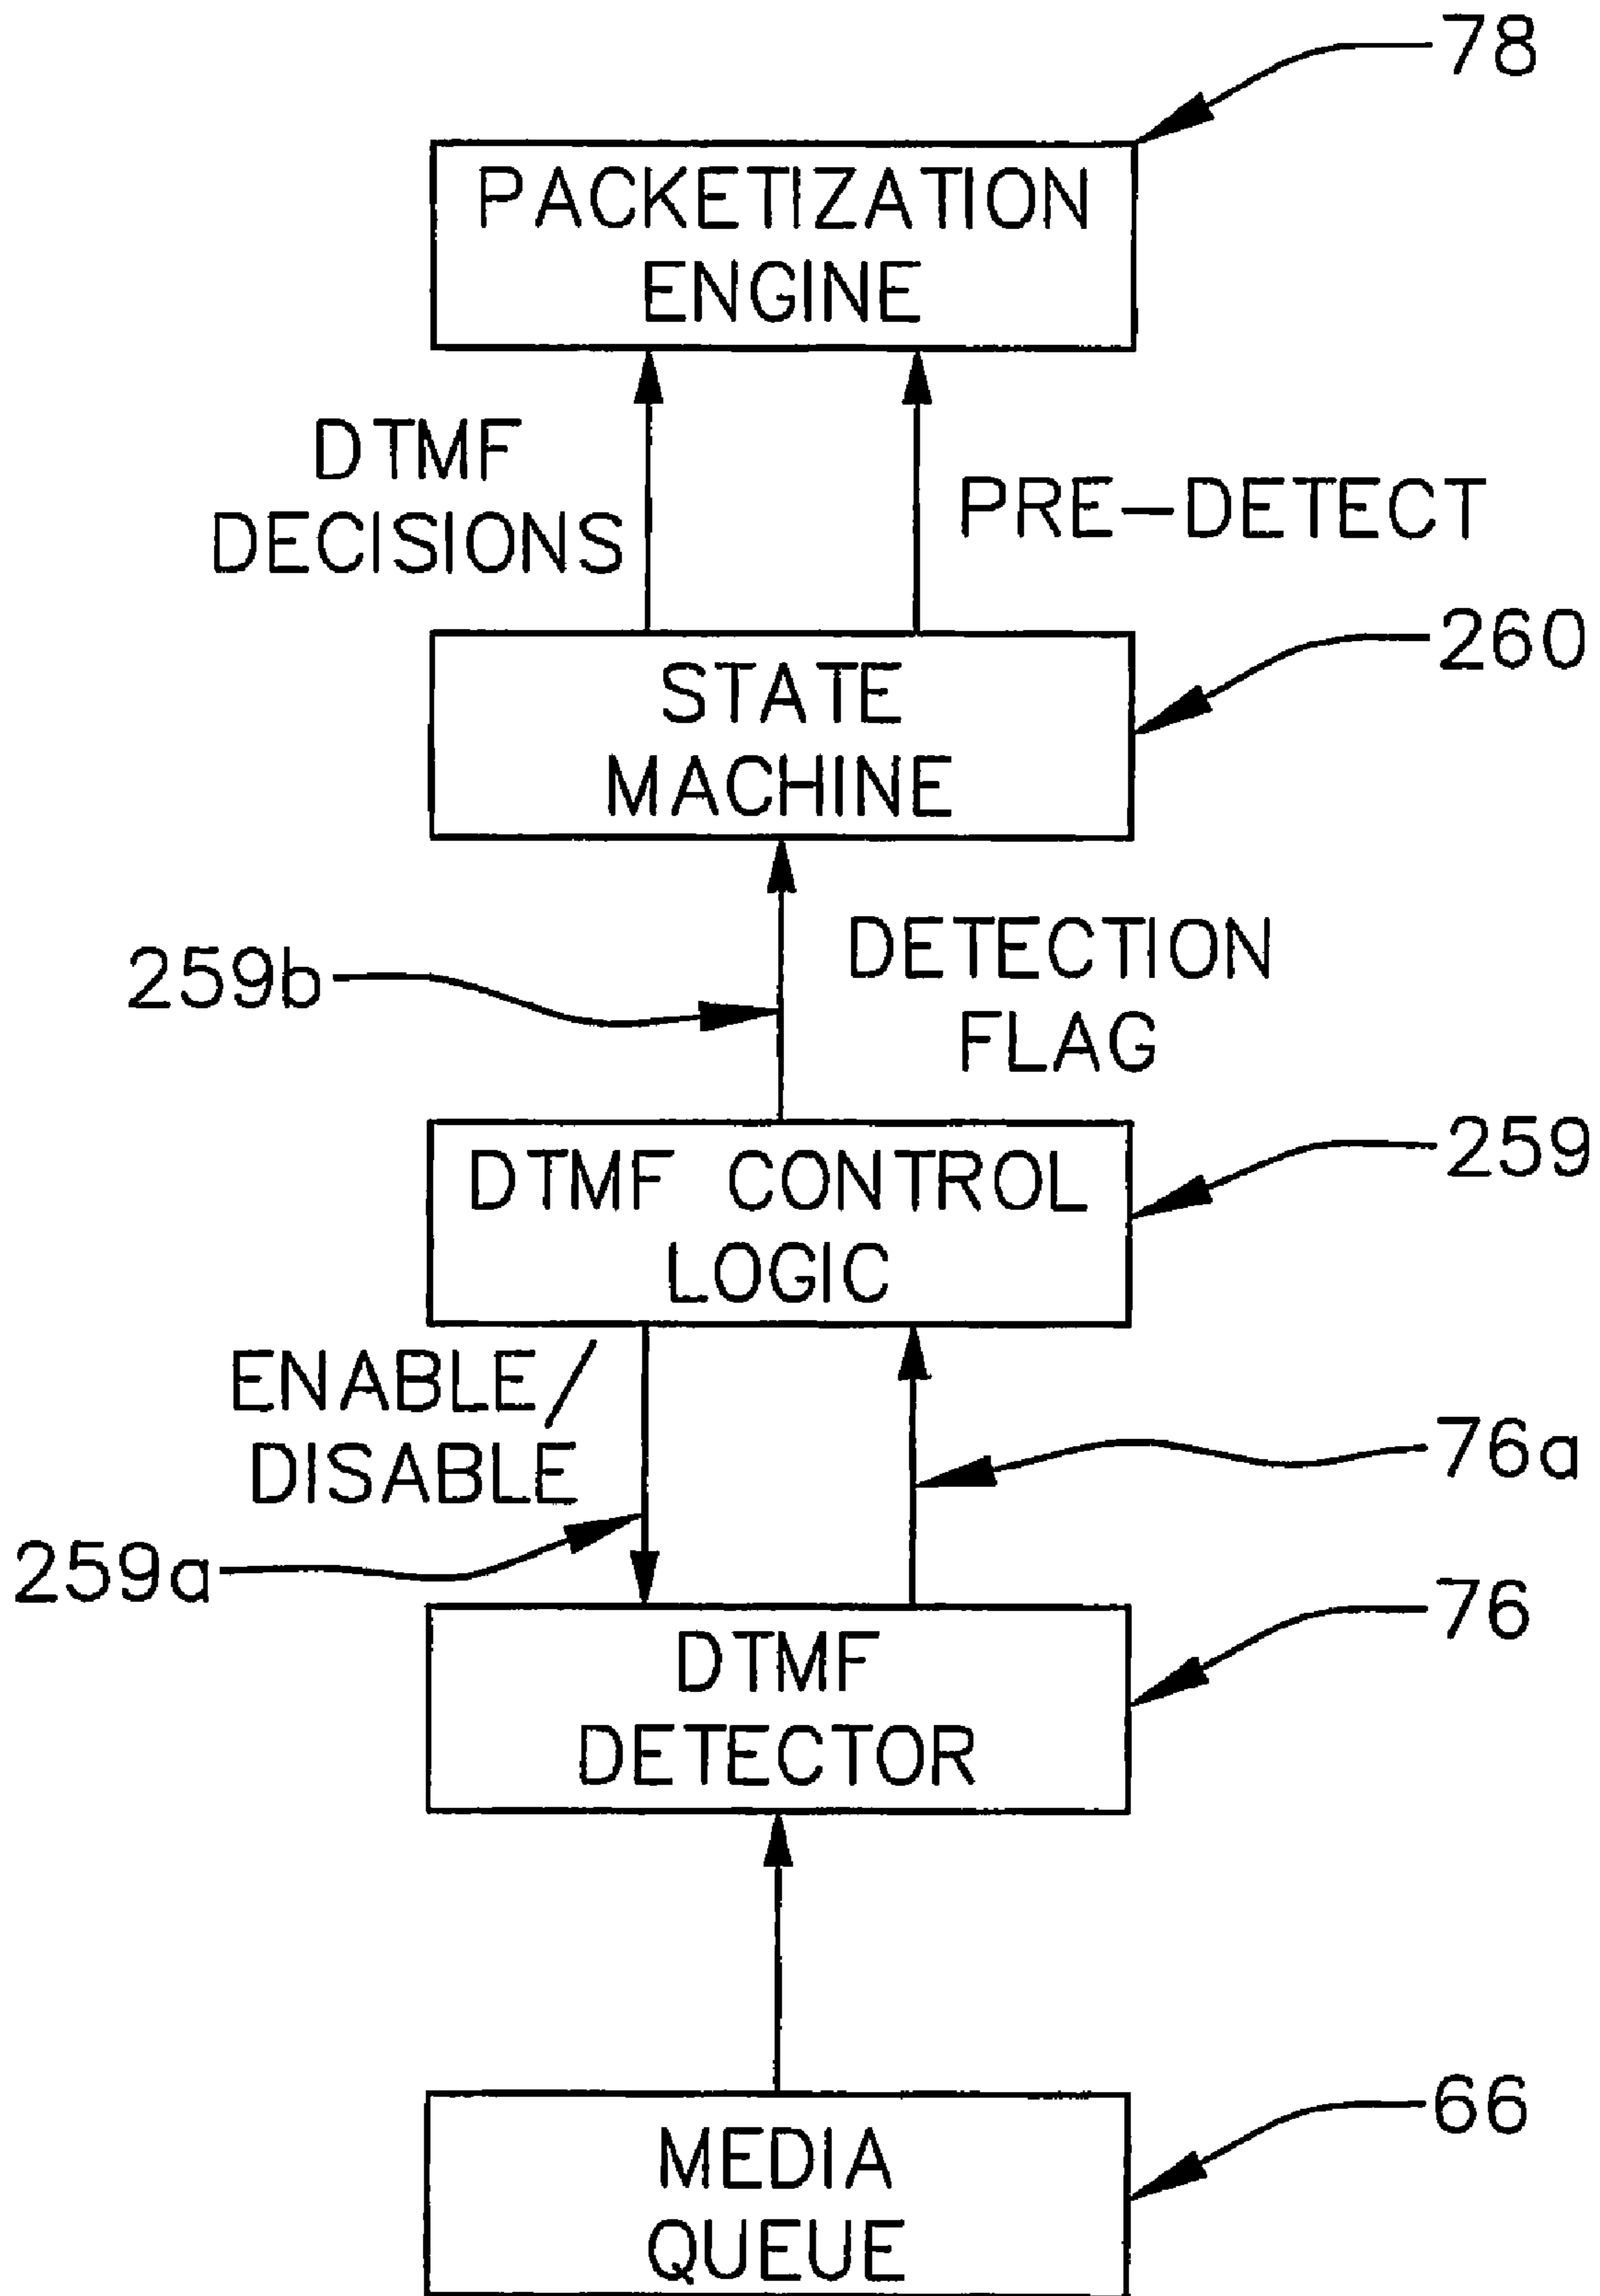 78
PACKETIZATION
ENGINE
DTMF
DECISIONS
PRE-DETECT
260
STATE
MACHINE
259b
DETECTION
FLAG
259
DTMF CONTROL
LOGIC
ENABLE/
DISABLE
76a
259a
76
DTMF
DETECTOR
66
MEDIA
QUEUE